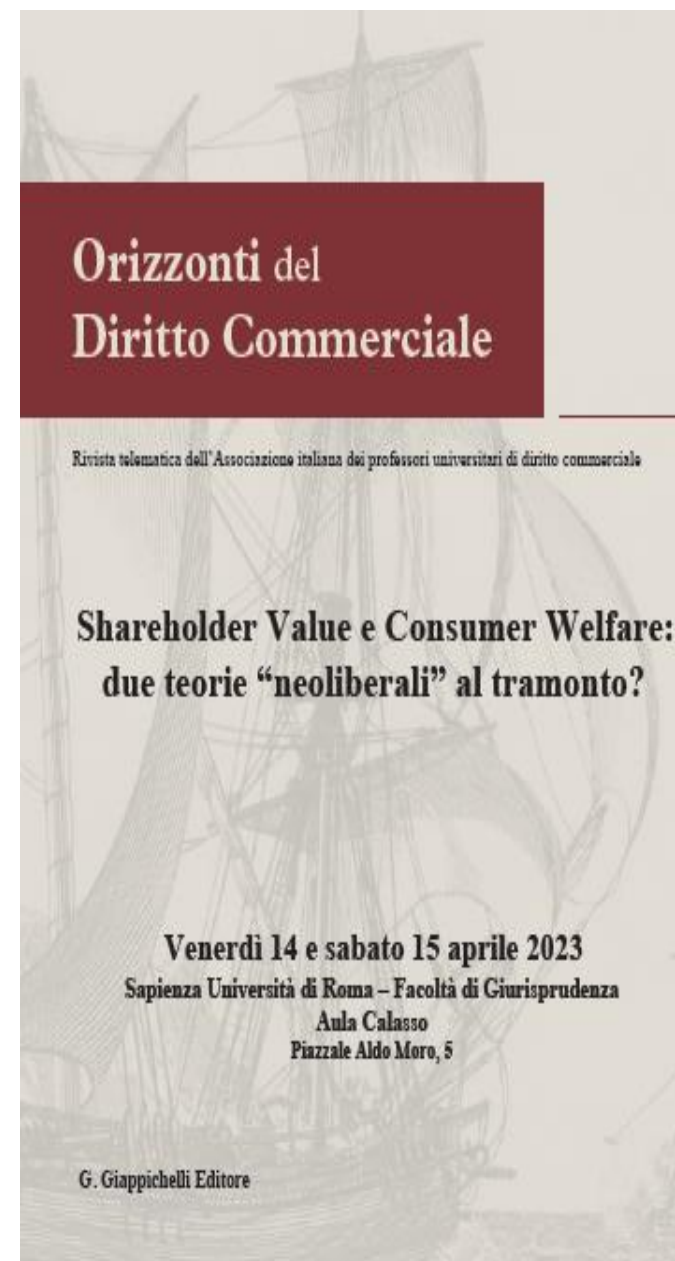 Orizzonti del
Diritto Commerciale
Rivista telematica dell'Associazione italiana dei professori universitari di diritto commerciale
Shareholder Value e Consumer Welfare:
due teorie “neoliberali” al tramonto?
Venerdì 14 e sabato 15 aprile 2023
Sapienza Università di Roma – Facoltà di Giurisprudenza
Aula Calasso
Piazzale Aldo Moro, 5
G. Giappichelli Editore